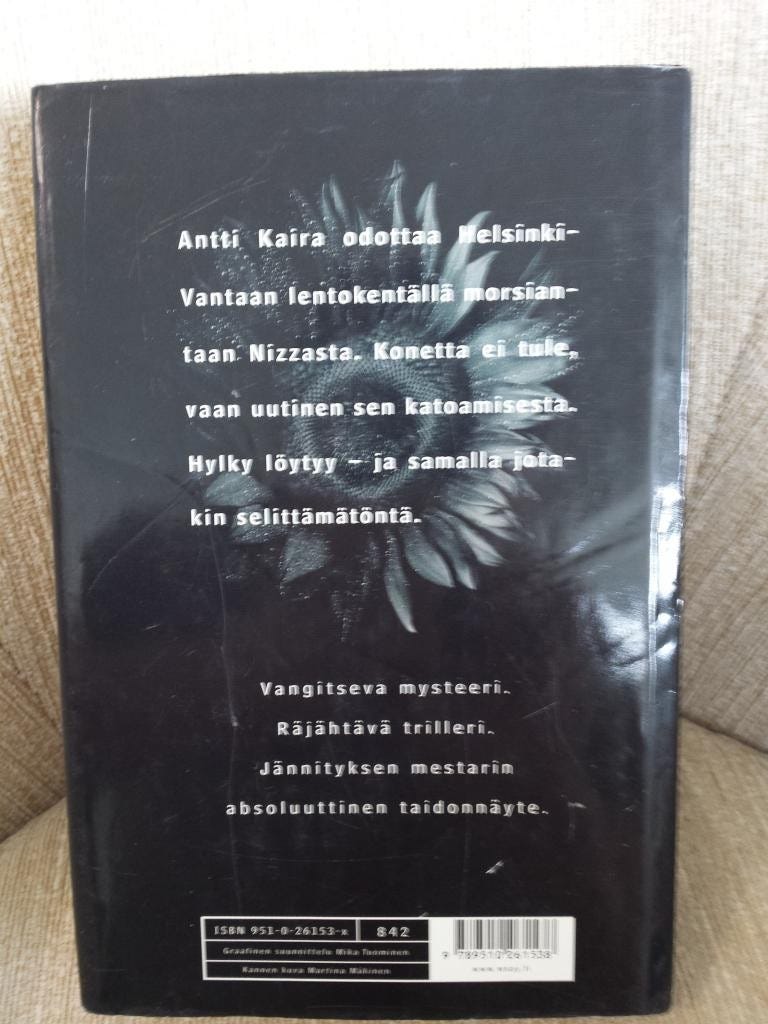 Antti Kaira odottaa Helsinki-
Vantaan lentokentällä morsian-
taan Nizzasta. Konetta ei tule,
vaan uutinen sen katoamisesta.
Hylky löytyy – ja samalla jota-
kin selittämätöntä.
Vangitseva mysteeri.
Räjähtävä trilleri.
Jännityksen mestarin
absoluuttinen taidonnäyte.
ISBN 951-0-26153-x 842
Graafinen suunnittelu Mika Tuominen
Kannen kuva Martina Mäkinen
9 789510 261538
www.wsoy.fi